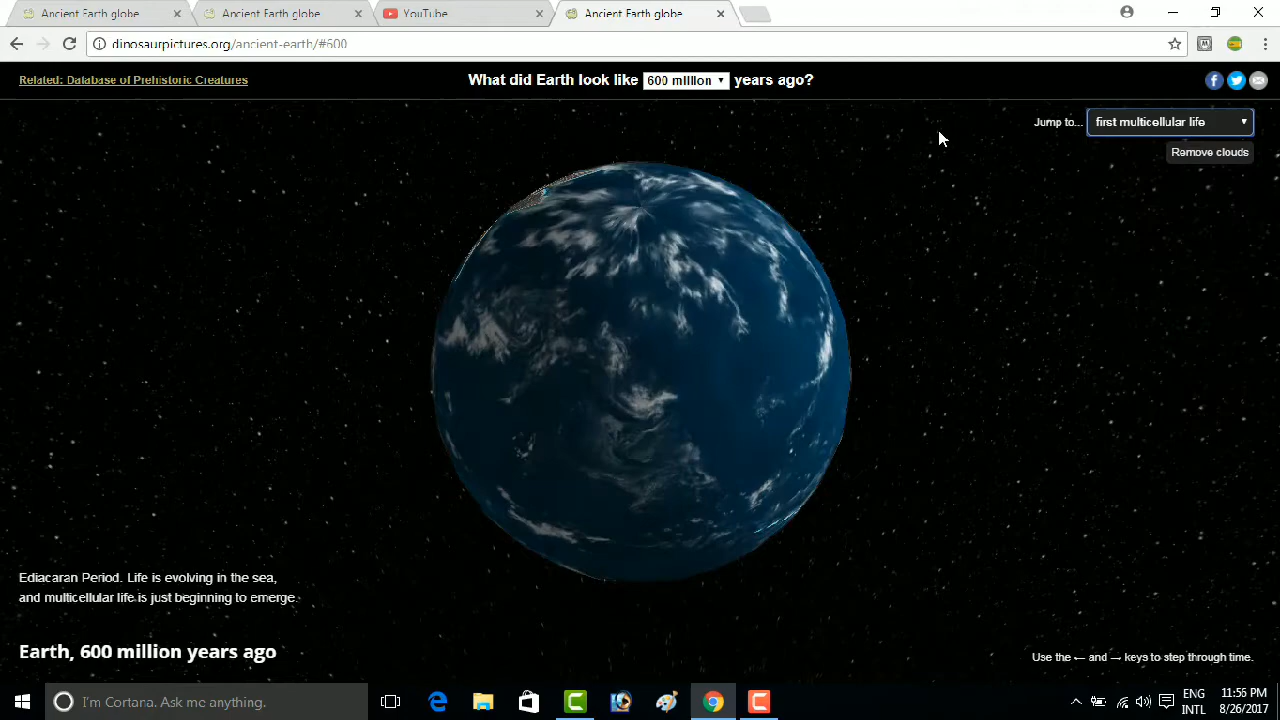 Ancient Earth globe
Ancient Earth globe
YouTube
Ancient Earth globe
dinosaurpictures.org/ancient-earth/#600
Related: Database of Prehistoric Creatures
What did Earth look like 600 million years ago?
Jump to... first multicellular life
Remove clouds
Ediacaran Period. Life is evolving in the sea,
and multicellular life is just beginning to emerge.
Earth, 600 million years ago
Use the ← and → keys to step through time.
I'm Cortana. Ask me anything.
ENG
INTL
11:56 PM
8/26/2017